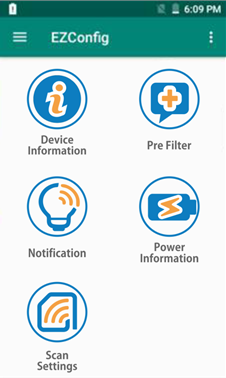 6:09 PM
EZConfig
Device
Information
Pre Filter
Notification
Power
Information
Scan
Settings